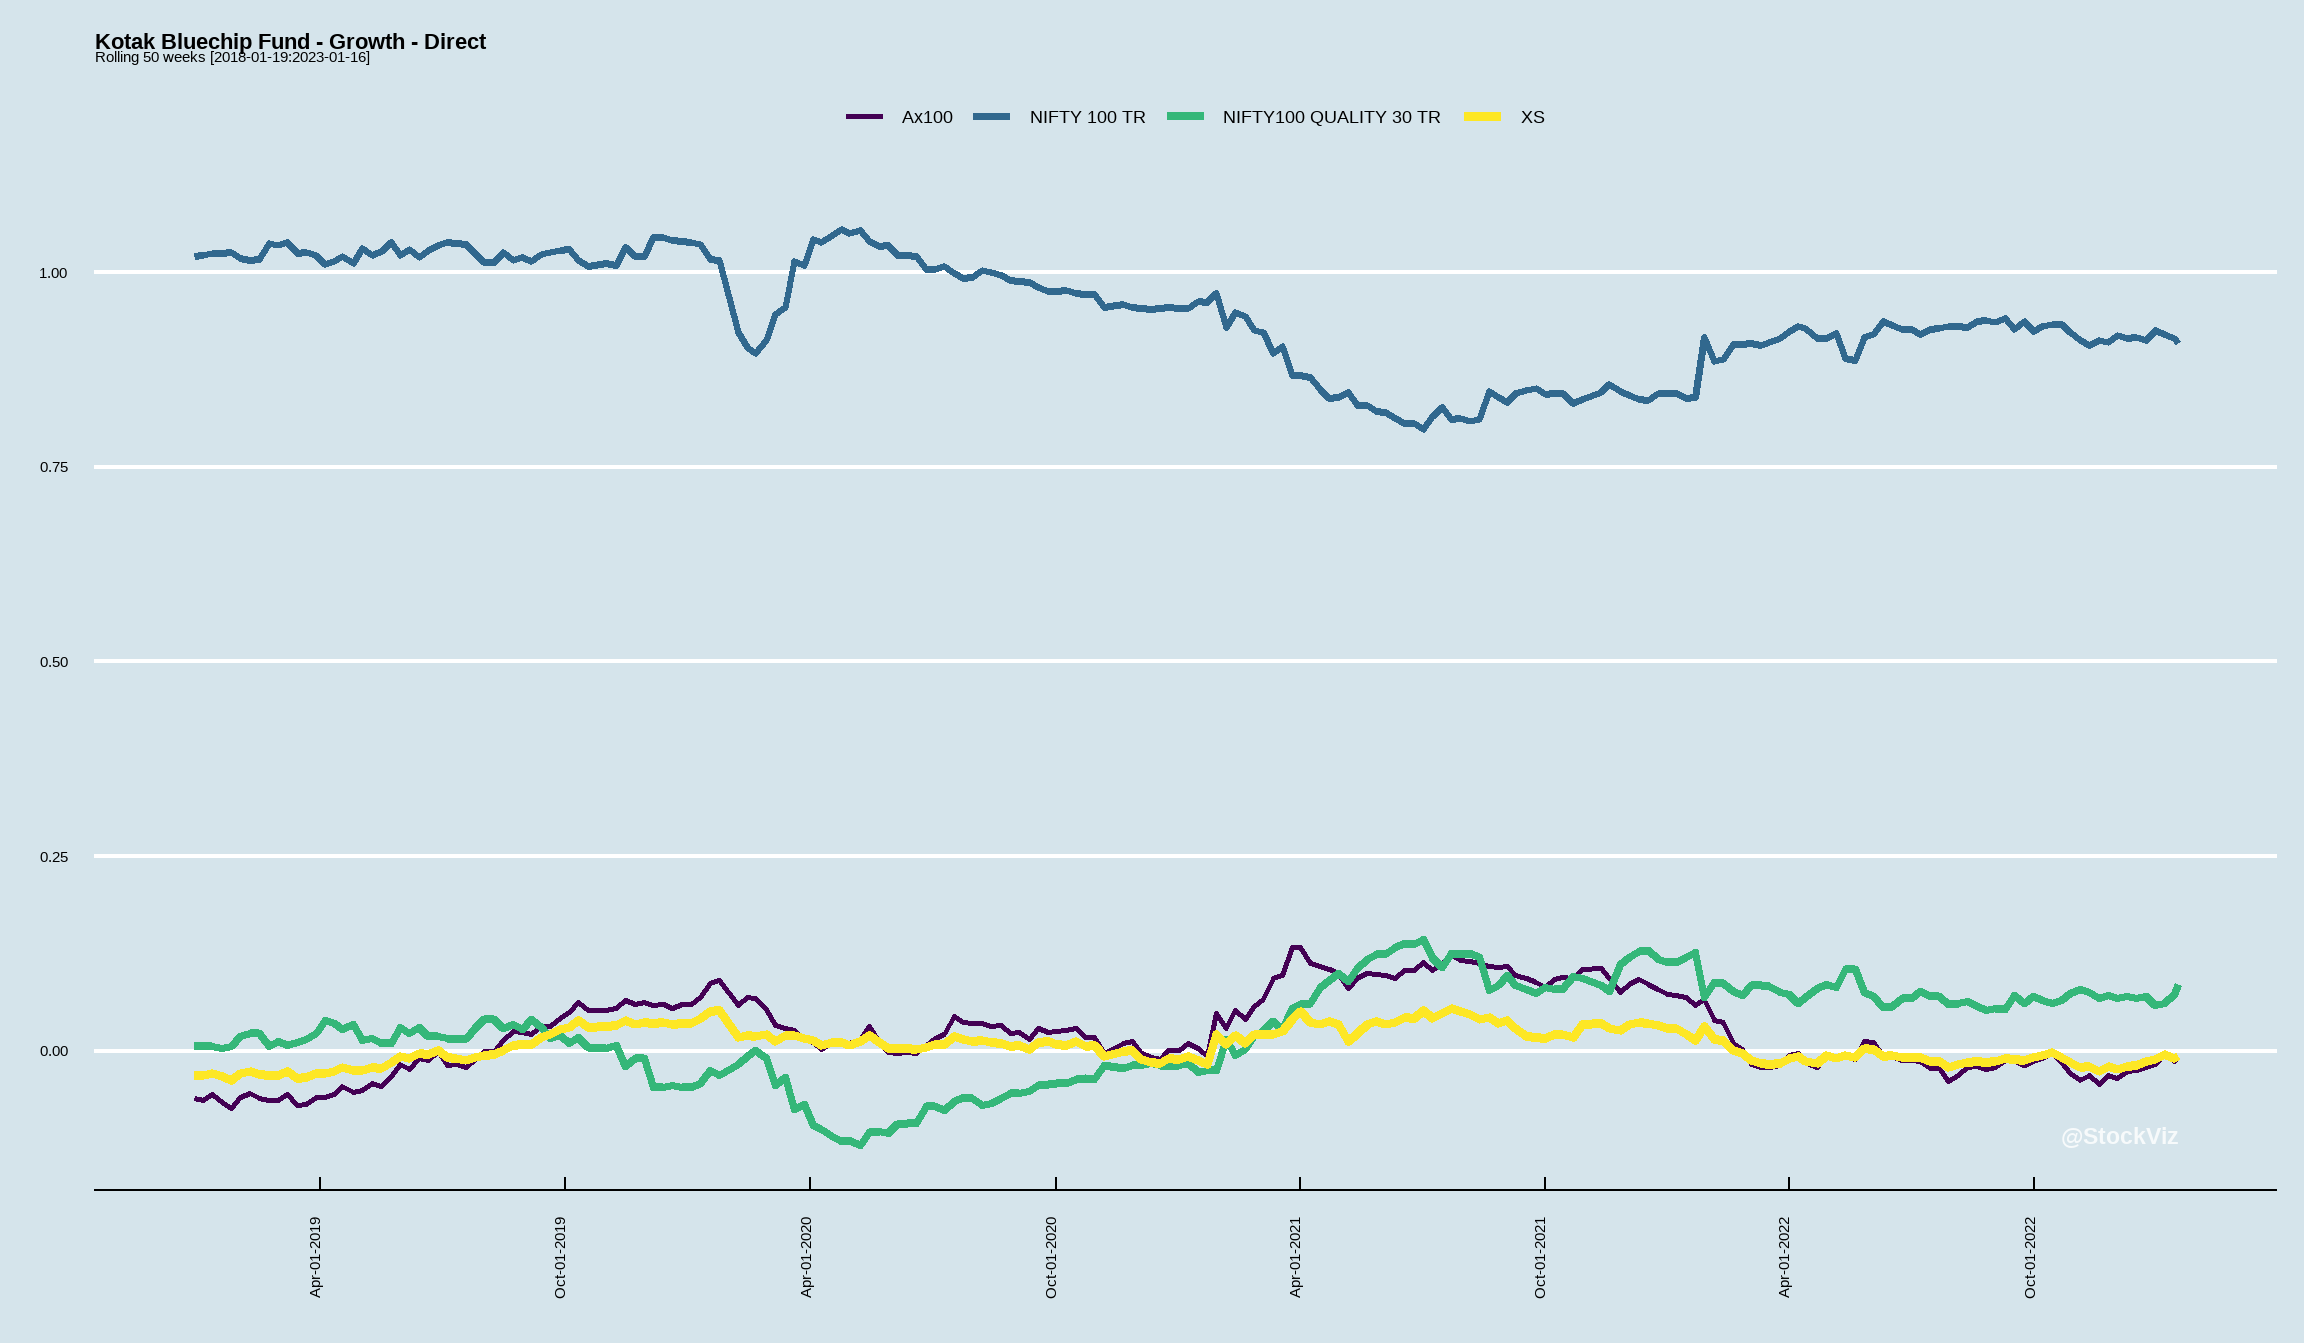 Kotak Bluechip Fund - Growth - Direct
Rolling 50 weeks [2018-01-19:2023-01-16]
Ax100 NIFTY 100 TR NIFTY100 QUALITY 30 TR XS
1.00
0.75
0.50
0.25
0.00
@StockViz
Apr-01-2019 Oct-01-2019 Apr-01-2020 Oct-01-2020 Apr-01-2021 Oct-01-2021 Apr-01-2022 Oct-01-2022